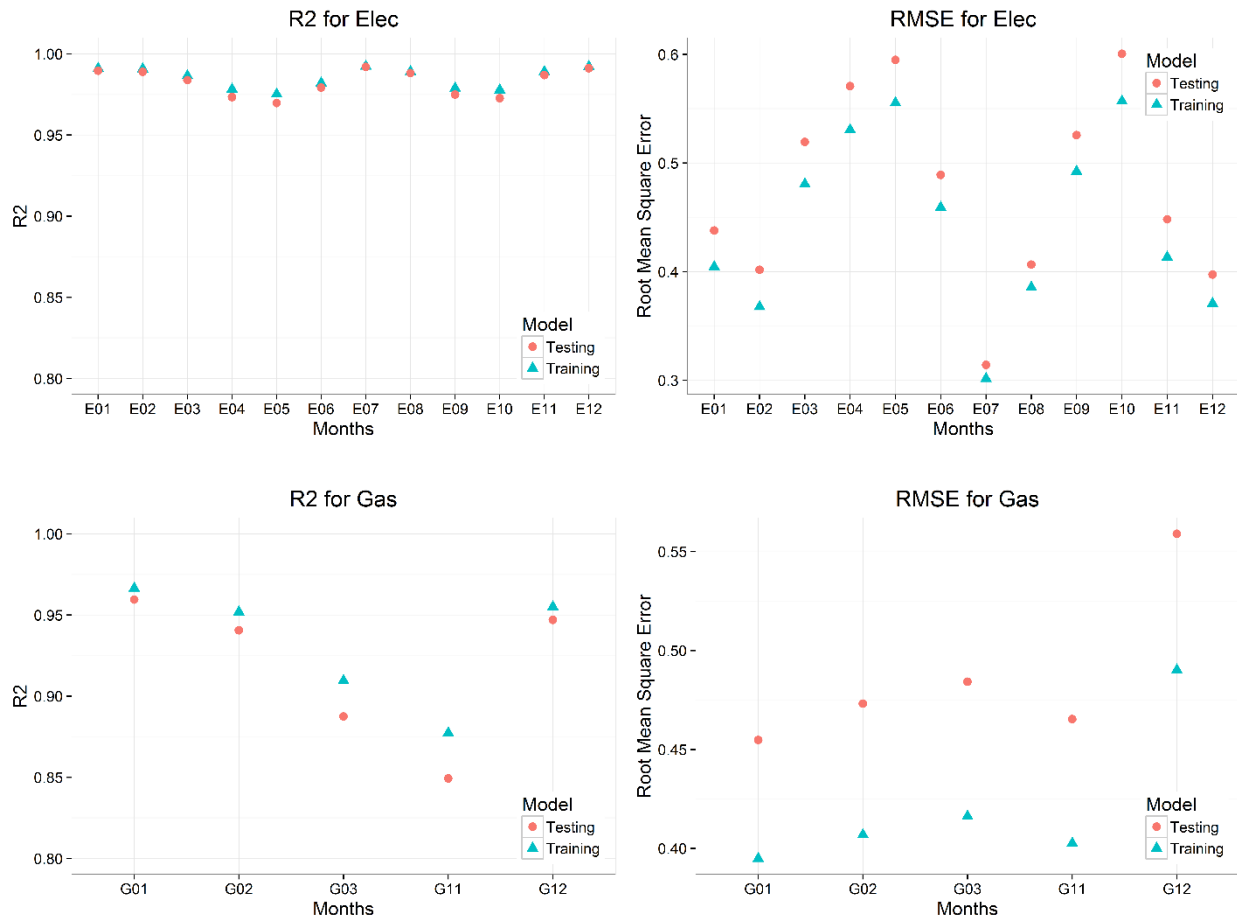 R2 for Elec
R2
1.00
0.95
0.90
0.85
0.80
Model
Testing
Training
E01 E02 E03 E04 E05 E06 E07 E08 E09 E10 E11 E12
Months
RMSE for Elec
Root Mean Square Error
0.6
0.5
0.4
0.3
Model
Testing
Training
E01 E02 E03 E04 E05 E06 E07 E08 E09 E10 E11 E12
Months
R2 for Gas
R2
1.00
0.95
0.90
0.85
0.80
Model
Testing
Training
G01 G02 G03 G11 G12
Months
RMSE for Gas
Root Mean Square Error
0.55
0.50
0.45
0.40
Model
Testing
Training
G01 G02 G03 G11 G12
Months